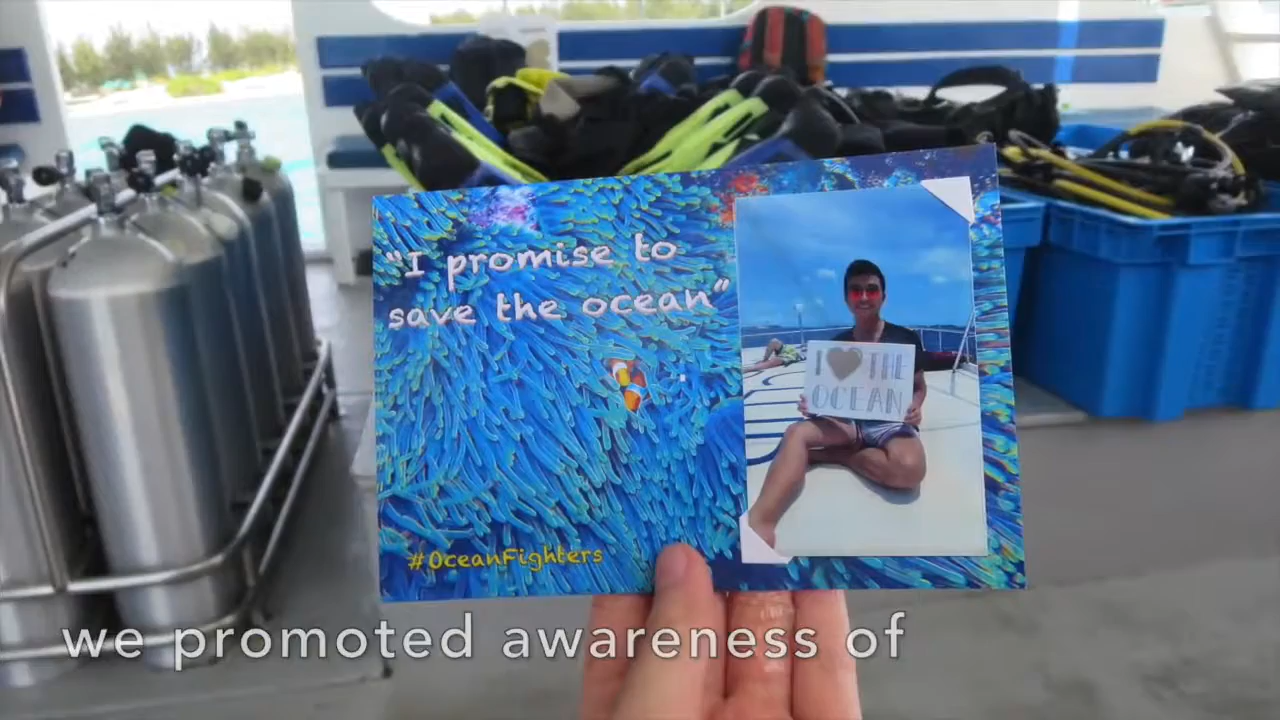 "I promise to
save the ocean"
I THE
OCEAN
#OceanFighters
we promoted awareness of